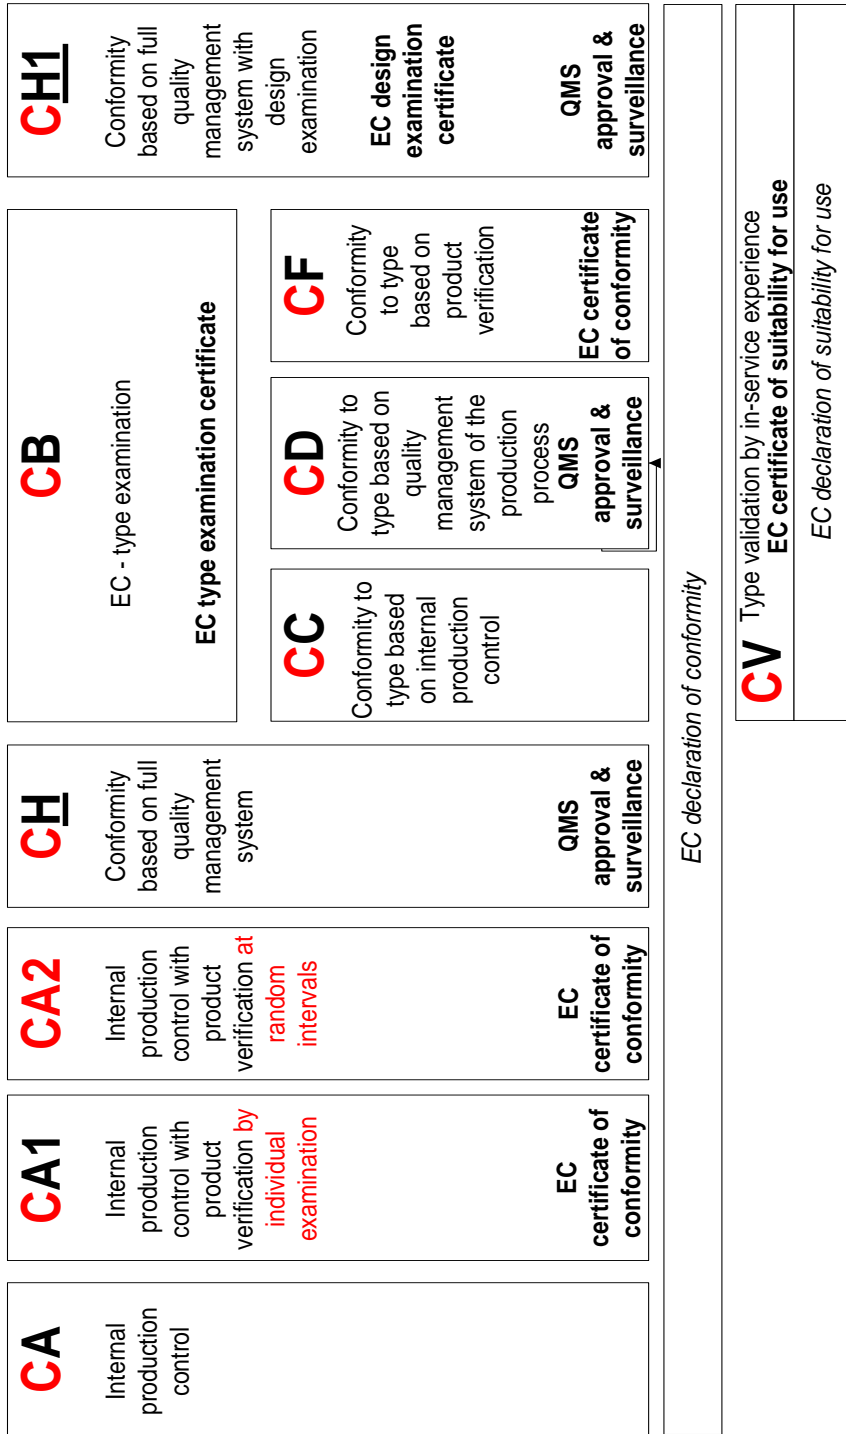 CA
Internal
production
control
CA1
Internal
production
control with
product
verification by
individual
examination
EC
certificate of
conformity
CA2
Internal
production
control with
product
verification at
random
intervals
EC
certificate of
conformity
CH
Conformity
based on full
quality
management
system
QMS
approval &
surveillance
CB
EC - type examination
EC type examination certificate
CC
Conformity to
type based
on internal
production
control
CD
Conformity to
type based on
quality
management
system of the
production
process
QMS
approval &
surveillance
CF
Conformity
to type
based on
product
verification
EC certificate
of conformity
CH1
Conformity
based on full
quality
management
system with
design
examination
EC design
examination
certificate
QMS
approval &
surveillance
EC declaration of conformity
CV Type validation by in-service experience
EC certificate of suitability for use
EC declaration of suitability for use